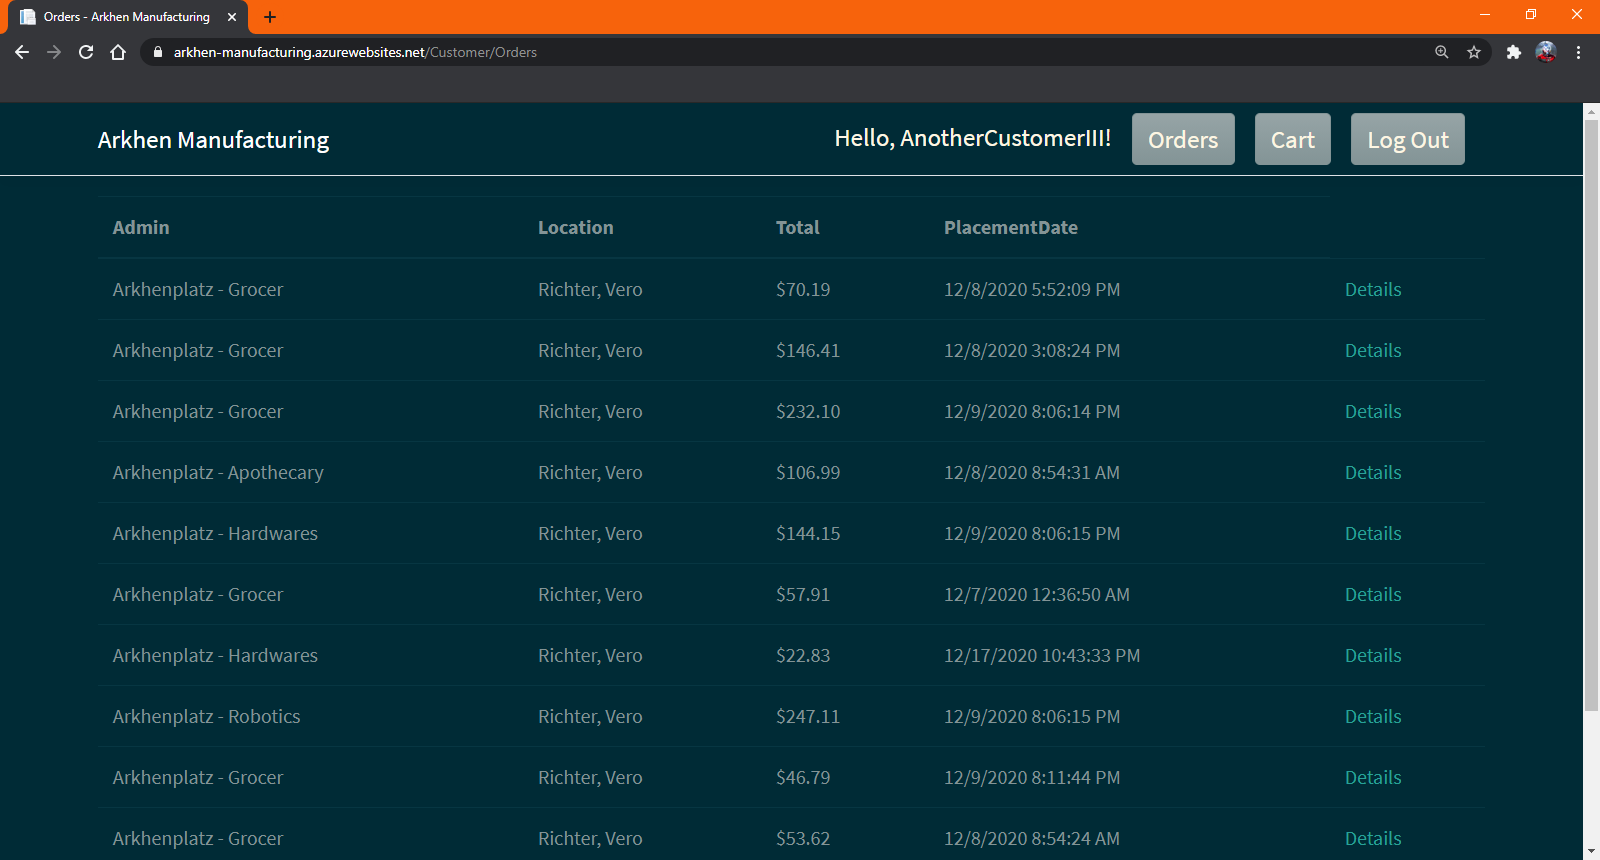 Orders - Arkhen Manufacturing
arkhen-manufacturing.azurewebsites.net/Customer/Orders
Arkhen Manufacturing Hello, AnotherCustomerIII! Orders Cart Log Out
Admin Location Total PlacementDate
Arkhenplatz - Grocer Richter, Vero $70.19 12/8/2020 5:52:09 PM Details
Arkhenplatz - Grocer Richter, Vero $146.41 12/8/2020 3:08:24 PM Details
Arkhenplatz - Grocer Richter, Vero $232.10 12/9/2020 8:06:14 PM Details
Arkhenplatz - Apothecary Richter, Vero $106.99 12/8/2020 8:54:31 AM Details
Arkhenplatz - Hardwares Richter, Vero $144.15 12/9/2020 8:06:15 PM Details
Arkhenplatz - Grocer Richter, Vero $57.91 12/7/2020 12:36:50 AM Details
Arkhenplatz - Hardwares Richter, Vero $22.83 12/17/2020 10:43:33 PM Details
Arkhenplatz - Robotics Richter, Vero $247.11 12/9/2020 8:06:15 PM Details
Arkhenplatz - Grocer Richter, Vero $46.79 12/9/2020 8:11:44 PM Details
Arkhenplatz - Grocer Richter, Vero $53.62 12/8/2020 8:54:24 AM Details